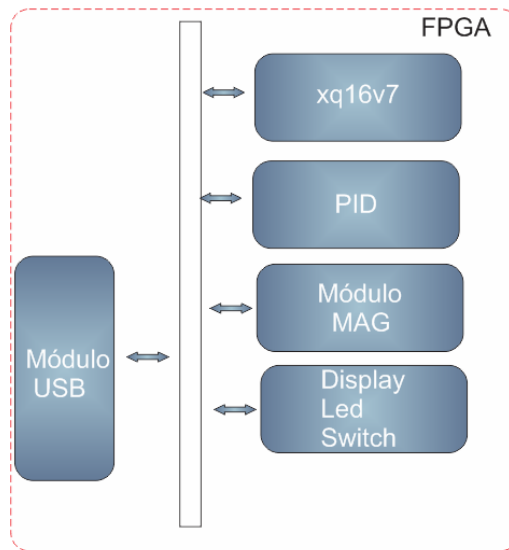 FPGA
xq16v7
PID
Módulo
MAG
Módulo
USB
Display
Led
Switch